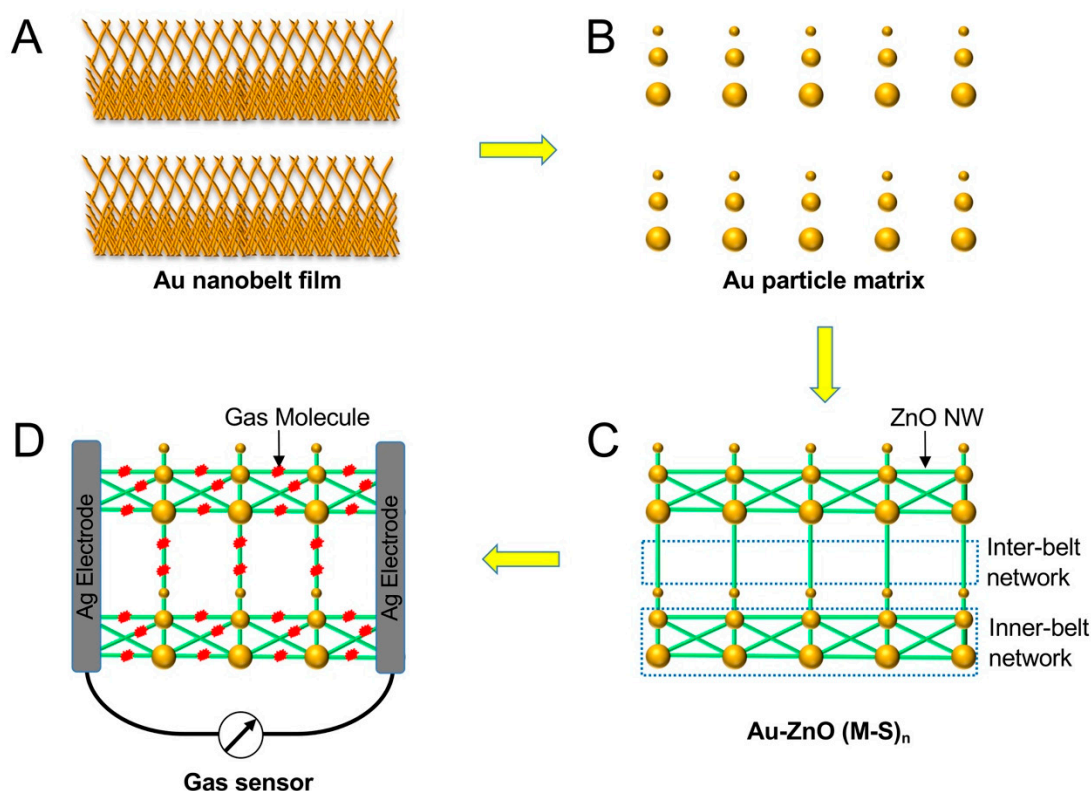 A
Au nanobelt film
B
Au particle matrix
D
Gas Molecule
Ag Electrode
Ag Electrode
Gas sensor
C
ZnO NW
Inter-belt
network
Inner-belt
network
Au-ZnO (M-S)n